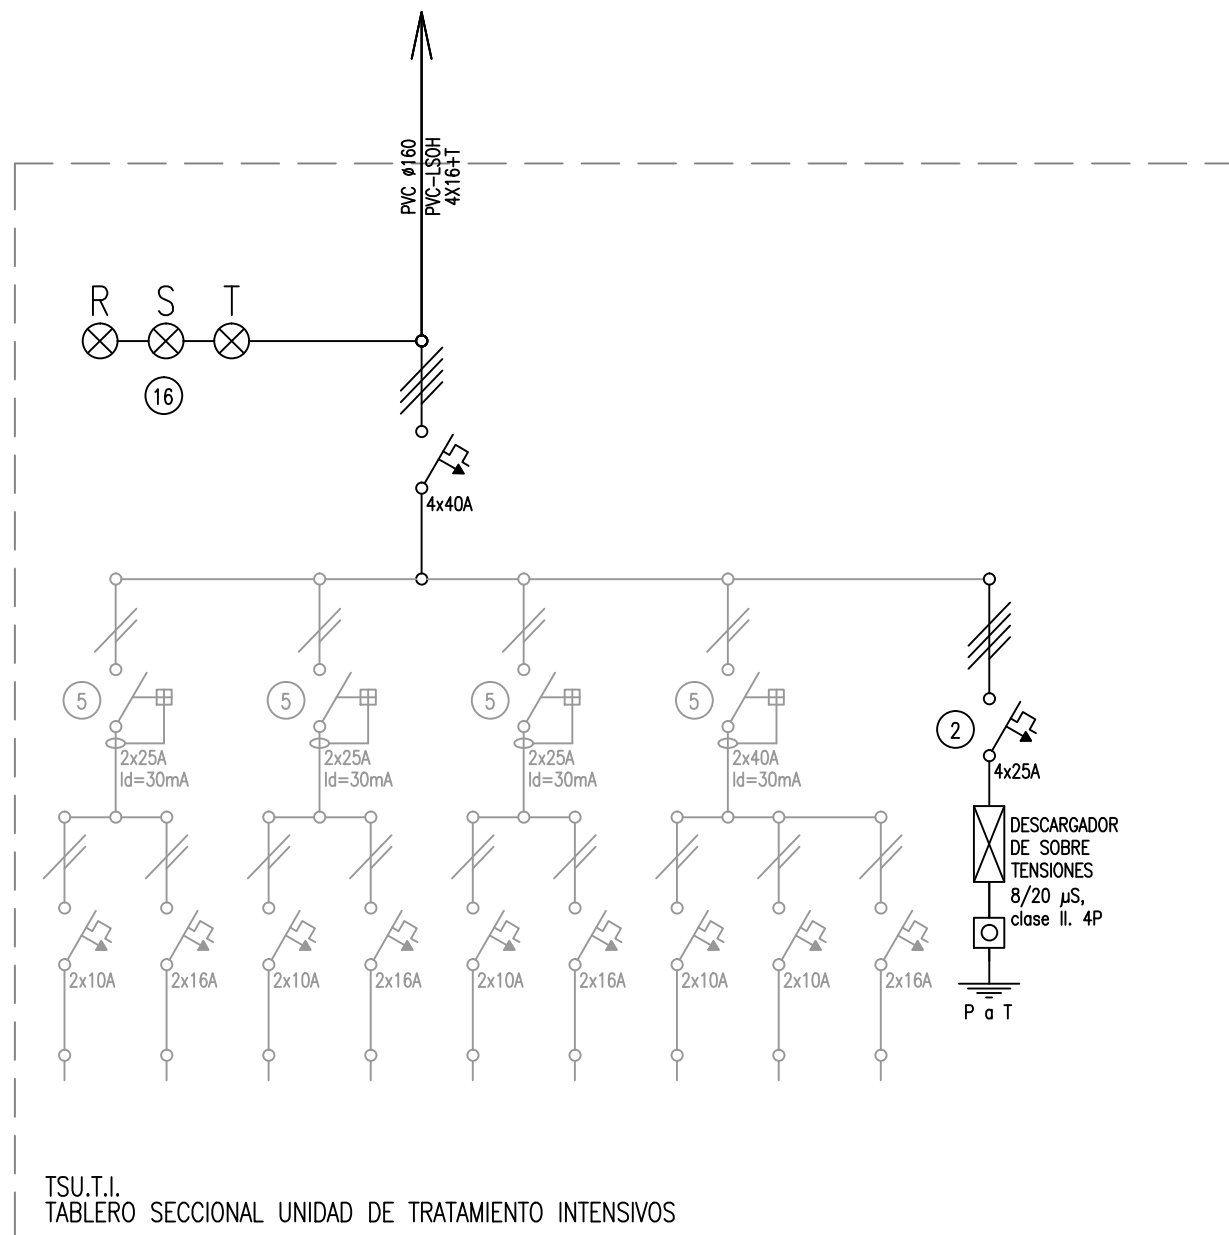 PVC ø160
PVC-LSOH
4X16+T
R S T
16
4x40A
5 5 5 5
2
2x25A 2x25A 2x25A 2x40A
Id=30mA Id=30mA Id=30mA Id=30mA
4x25A
DESCARGADOR
DE SOBRE
TENSIONES
8/20 µS,
clase II. 4P
2x10A 2x16A 2x10A 2x16A 2x10A 2x16A 2x10A 2x10A 2x16A
P a T
TSU.T.I.
TABLERO SECCIONAL UNIDAD DE TRATAMIENTO INTENSIVOS